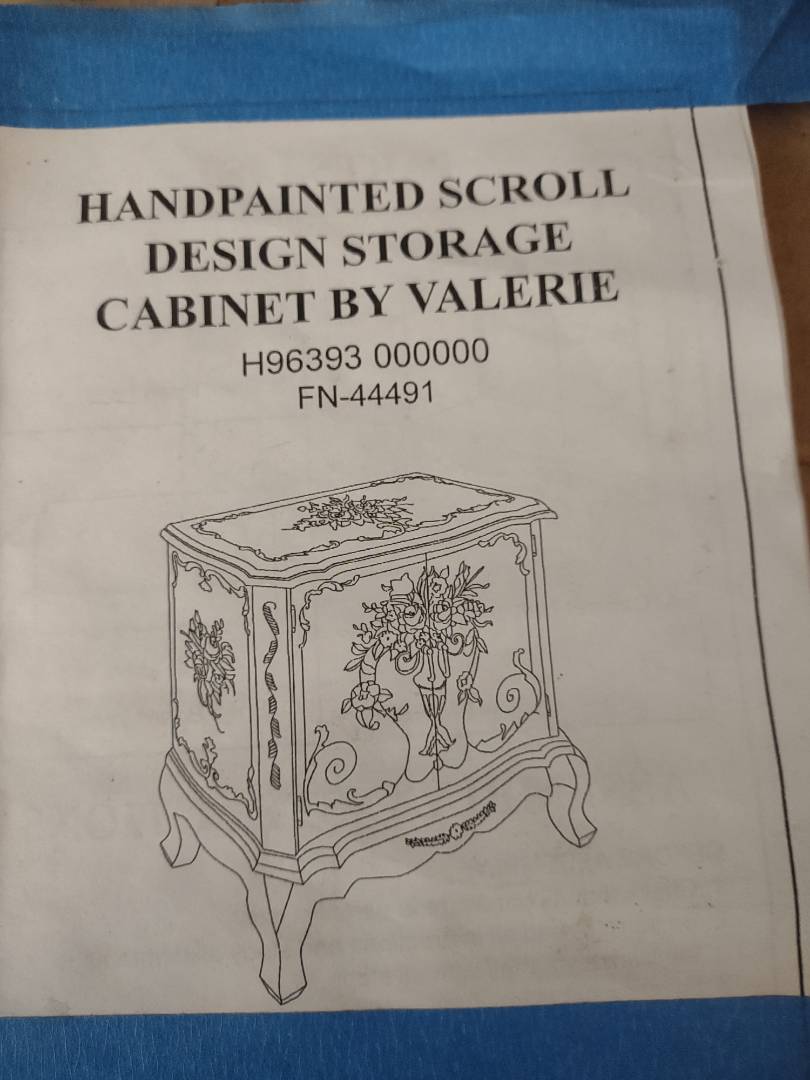 HANDPAINTED SCROLL
DESIGN STORAGE
CABINET BY VALERIE
H96393 000000
FN-44491